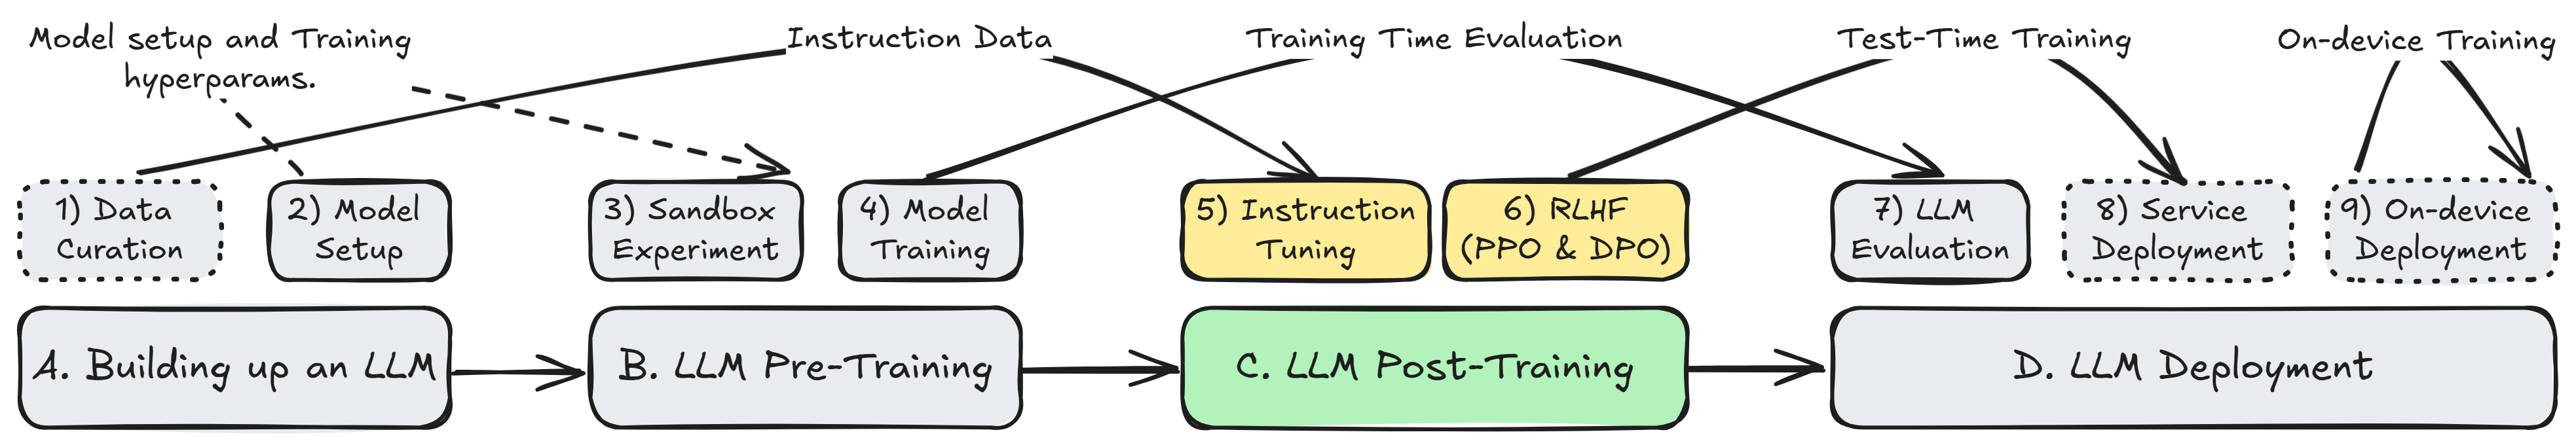 Model setup and Training
hyperparams.
Instruction Data
Training Time Evaluation
Test-Time Training
On-device Training
1) Data
Curation
2) Model
Setup
3) Sandbox
Experiment
4) Model
Training
5) Instruction
Tuning
6) RLHF
(PPO & DPO)
7) LLM
Evaluation
8) Service
Deployment
9) On-device
Deployment
A. Building up an LLM
B. LLM Pre-Training
C. LLM Post-Training
D. LLM Deployment